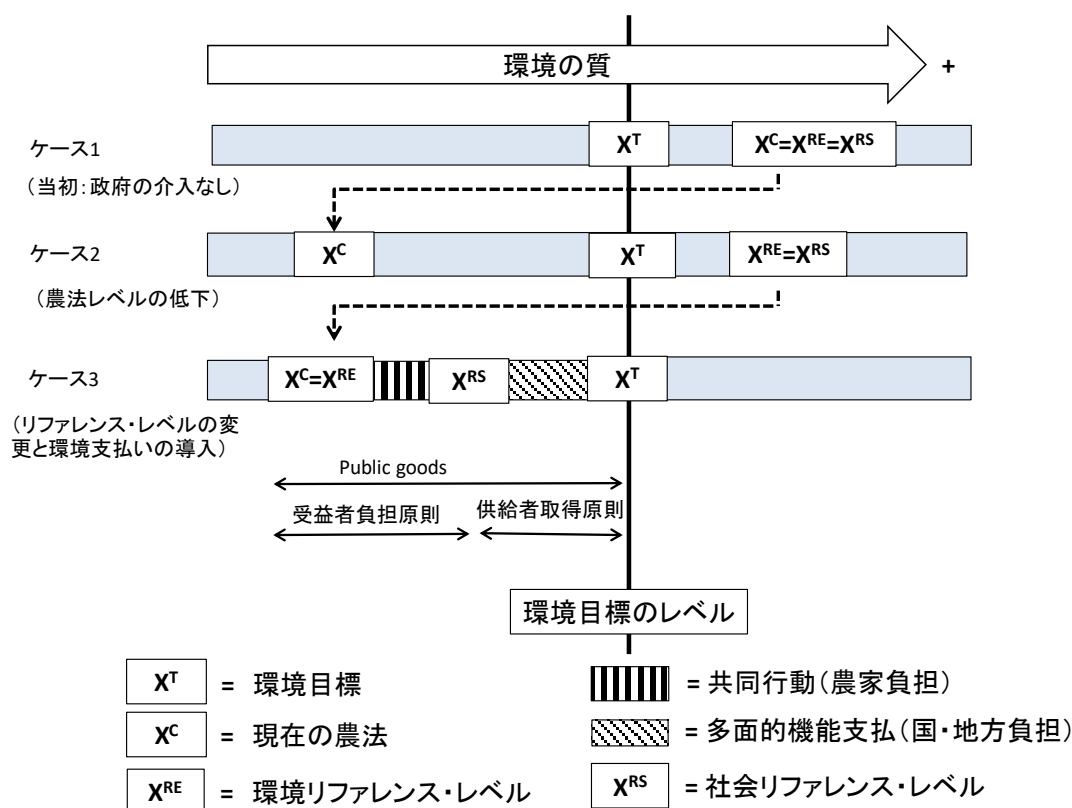 環境の質
+
ケース1
X^T
X^C=X^RE=X^RS
（当初：政府の介入なし）
ケース2
X^C
X^T
X^RE=X^RS
（農法レベルの低下）
ケース3
X^C=X^RE
X^RS
X^T
（リファレンス・レベルの変
更と環境支払いの導入）
Public goods
受益者負担原則
供給者取得原則
環境目標のレベル
X^T = 環境目標
= 共同行動（農家負担）
X^C = 現在の農法
= 多面的機能支払（国・地方負担）
X^RE = 環境リファレンス・レベル
X^RS = 社会リファレンス・レベル